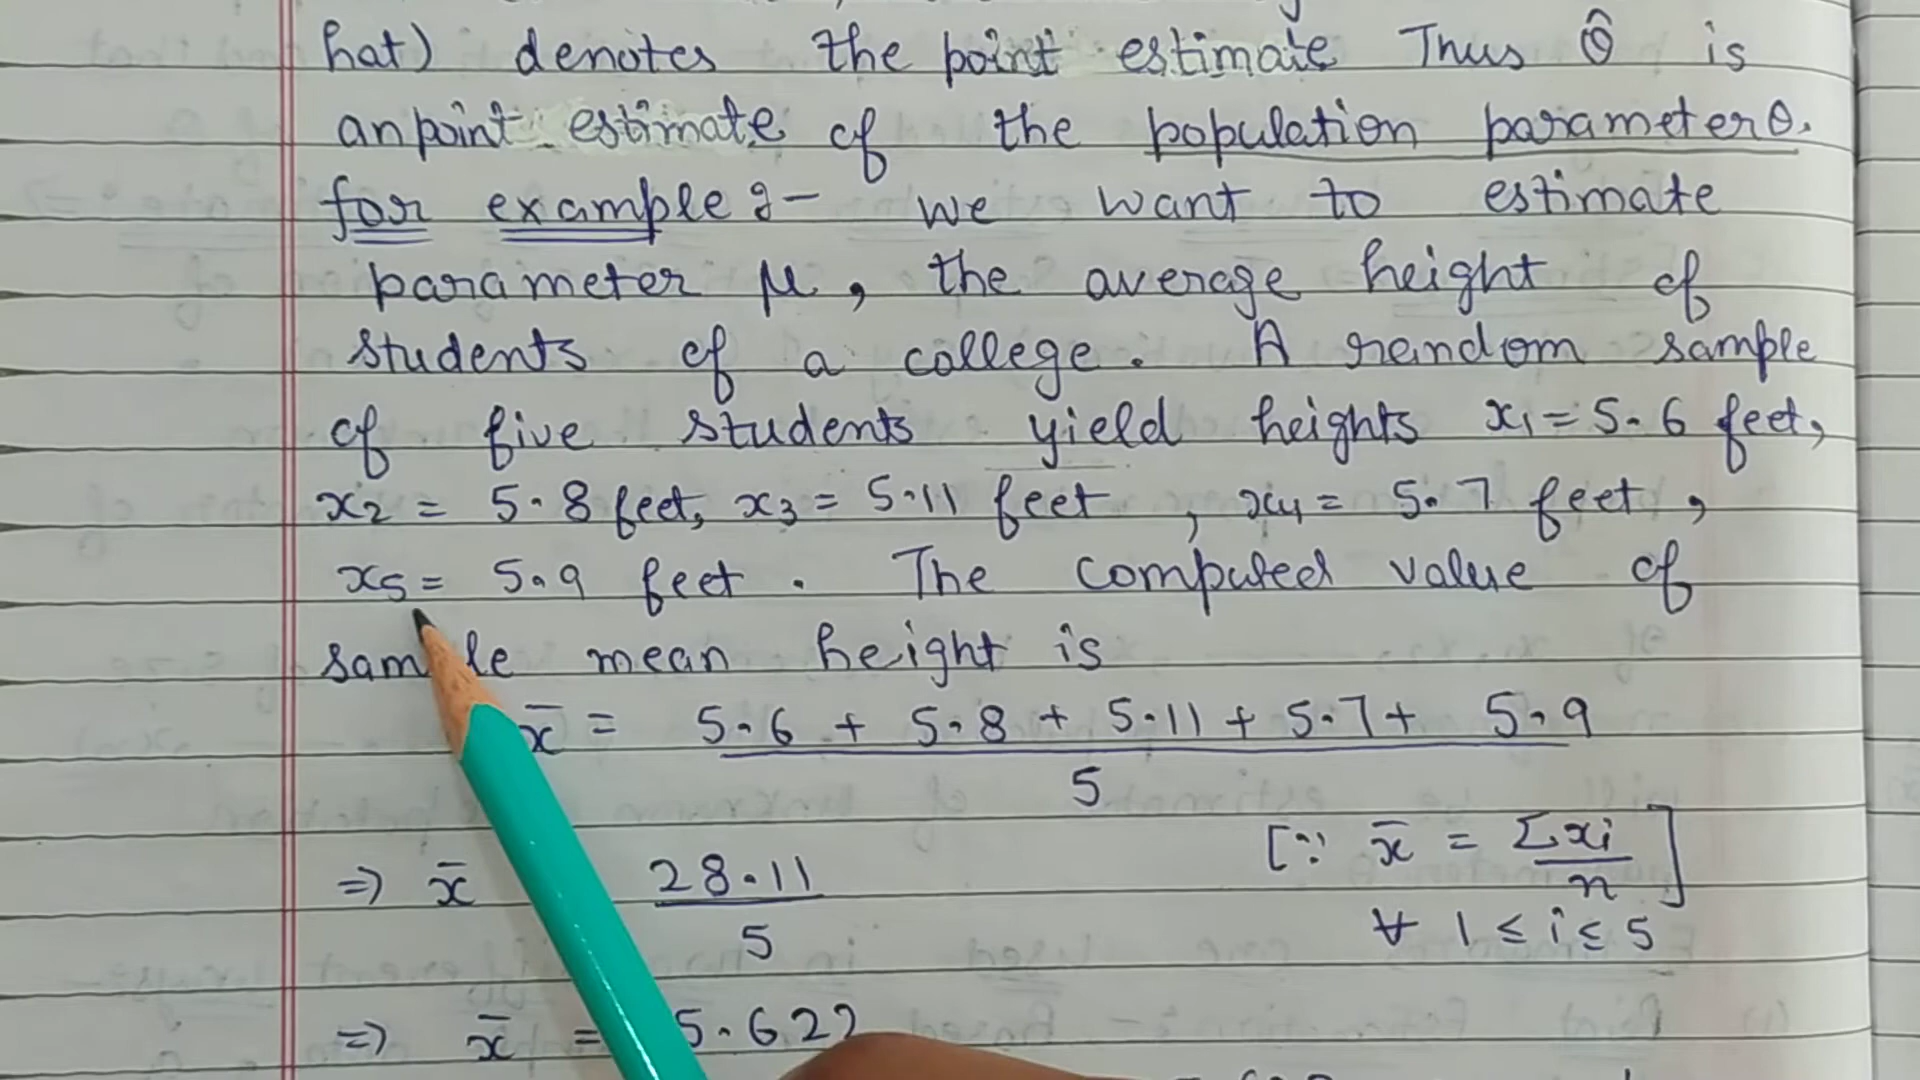 hat) denotes the point estimate Thus θ̂ is
an point estimate of the population parameter θ.
for example :- we want to estimate
parameter μ, the average height of
students of a college. A random sample
of five students yield heights x₁ = 5.6 feet,
x₂ = 5.8 feet, x₃ = 5.11 feet, x₄ = 5.7 feet,
x₅ = 5.9 feet. The computed value of
sample mean height is
x̄ = 5.6 + 5.8 + 5.11 + 5.7 + 5.9
5
[∵ x̄ = Σxi / n]
⇒ x̄ 28.11
5
∀ 1 ≤ i ≤ 5
⇒ x̄ = 5.622